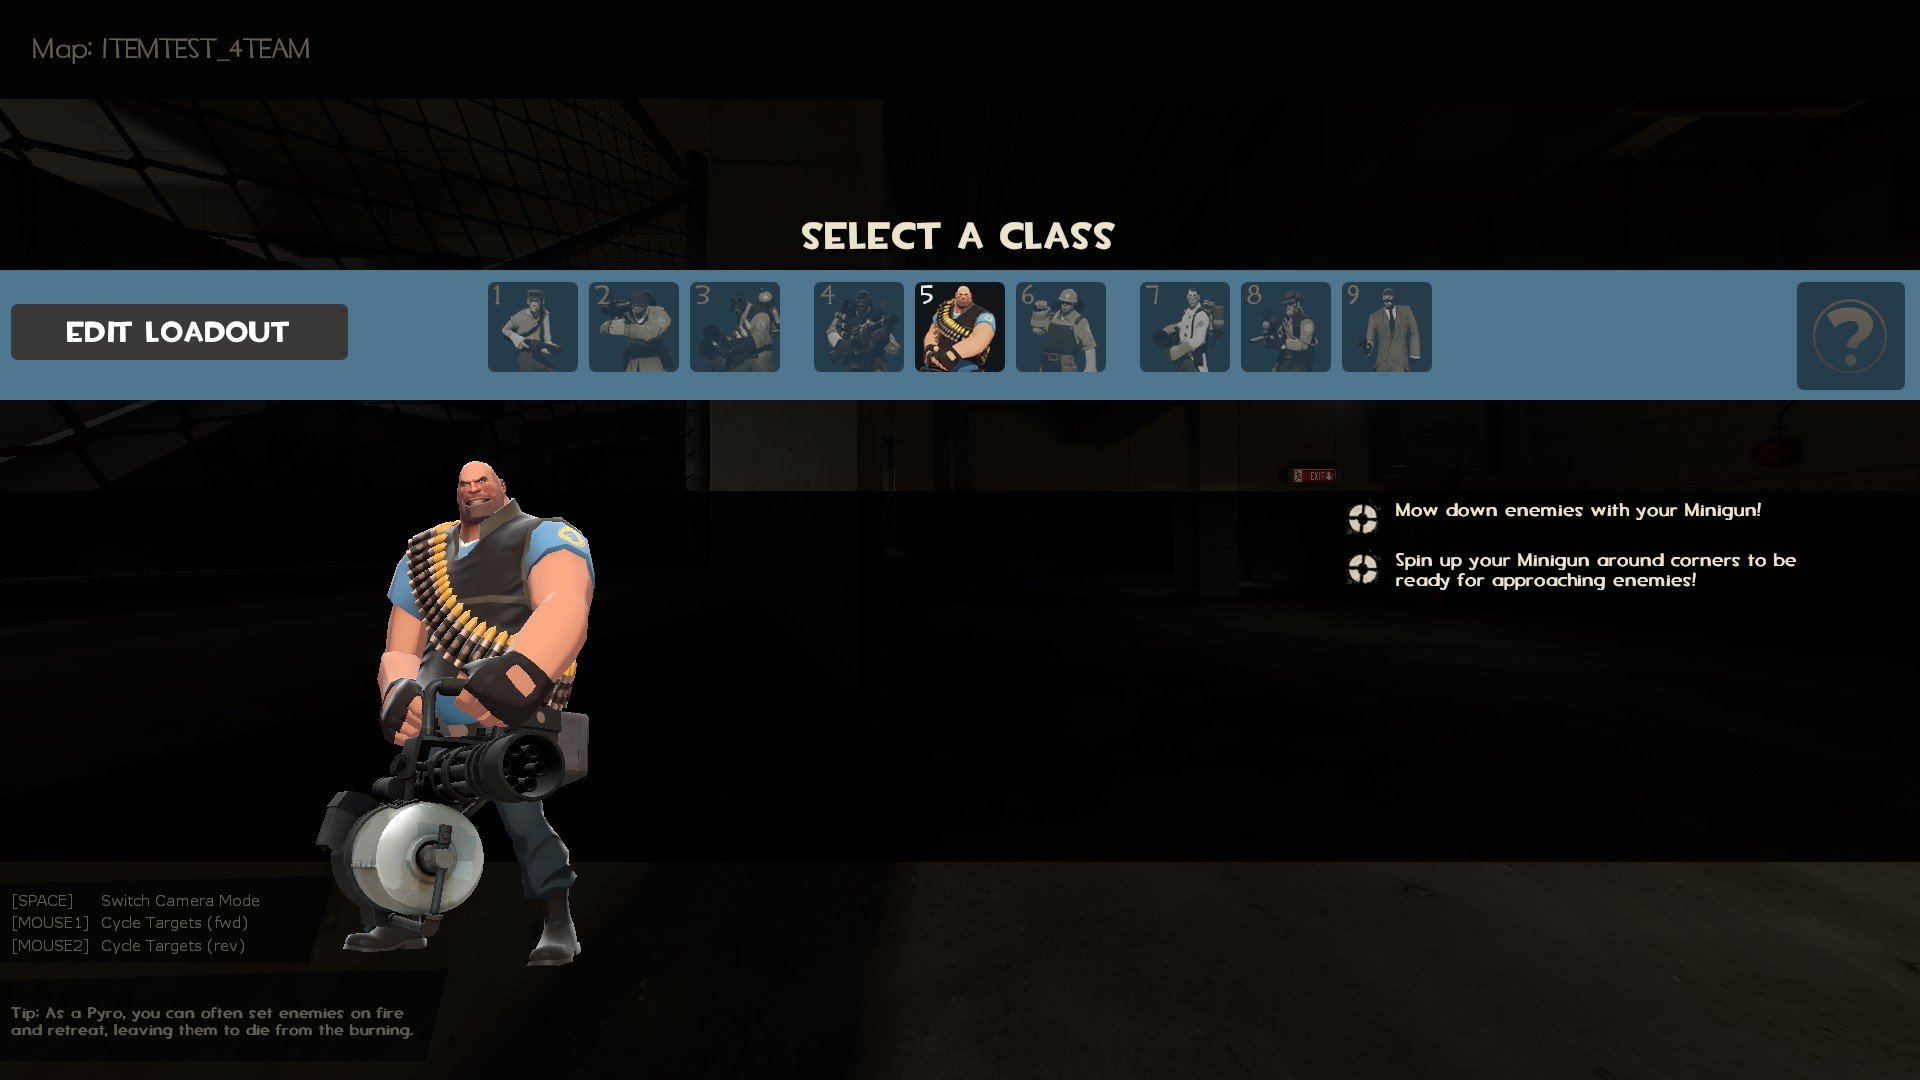 Map: ITEMTEST_4TEAM
SELECT A CLASS
EDIT LOADOUT
1 2 3 4 5 6 7 8 9 ?
EXIT
Mow down enemies with your Minigun!
Spin up your Minigun around corners to be
ready for approaching enemies!
[SPACE] Switch Camera Mode
[MOUSE1] Cycle Targets (fwd)
[MOUSE2] Cycle Targets (rev)
Tip: As a Pyro, you can often set enemies on fire
and retreat, leaving them to die from the burning.